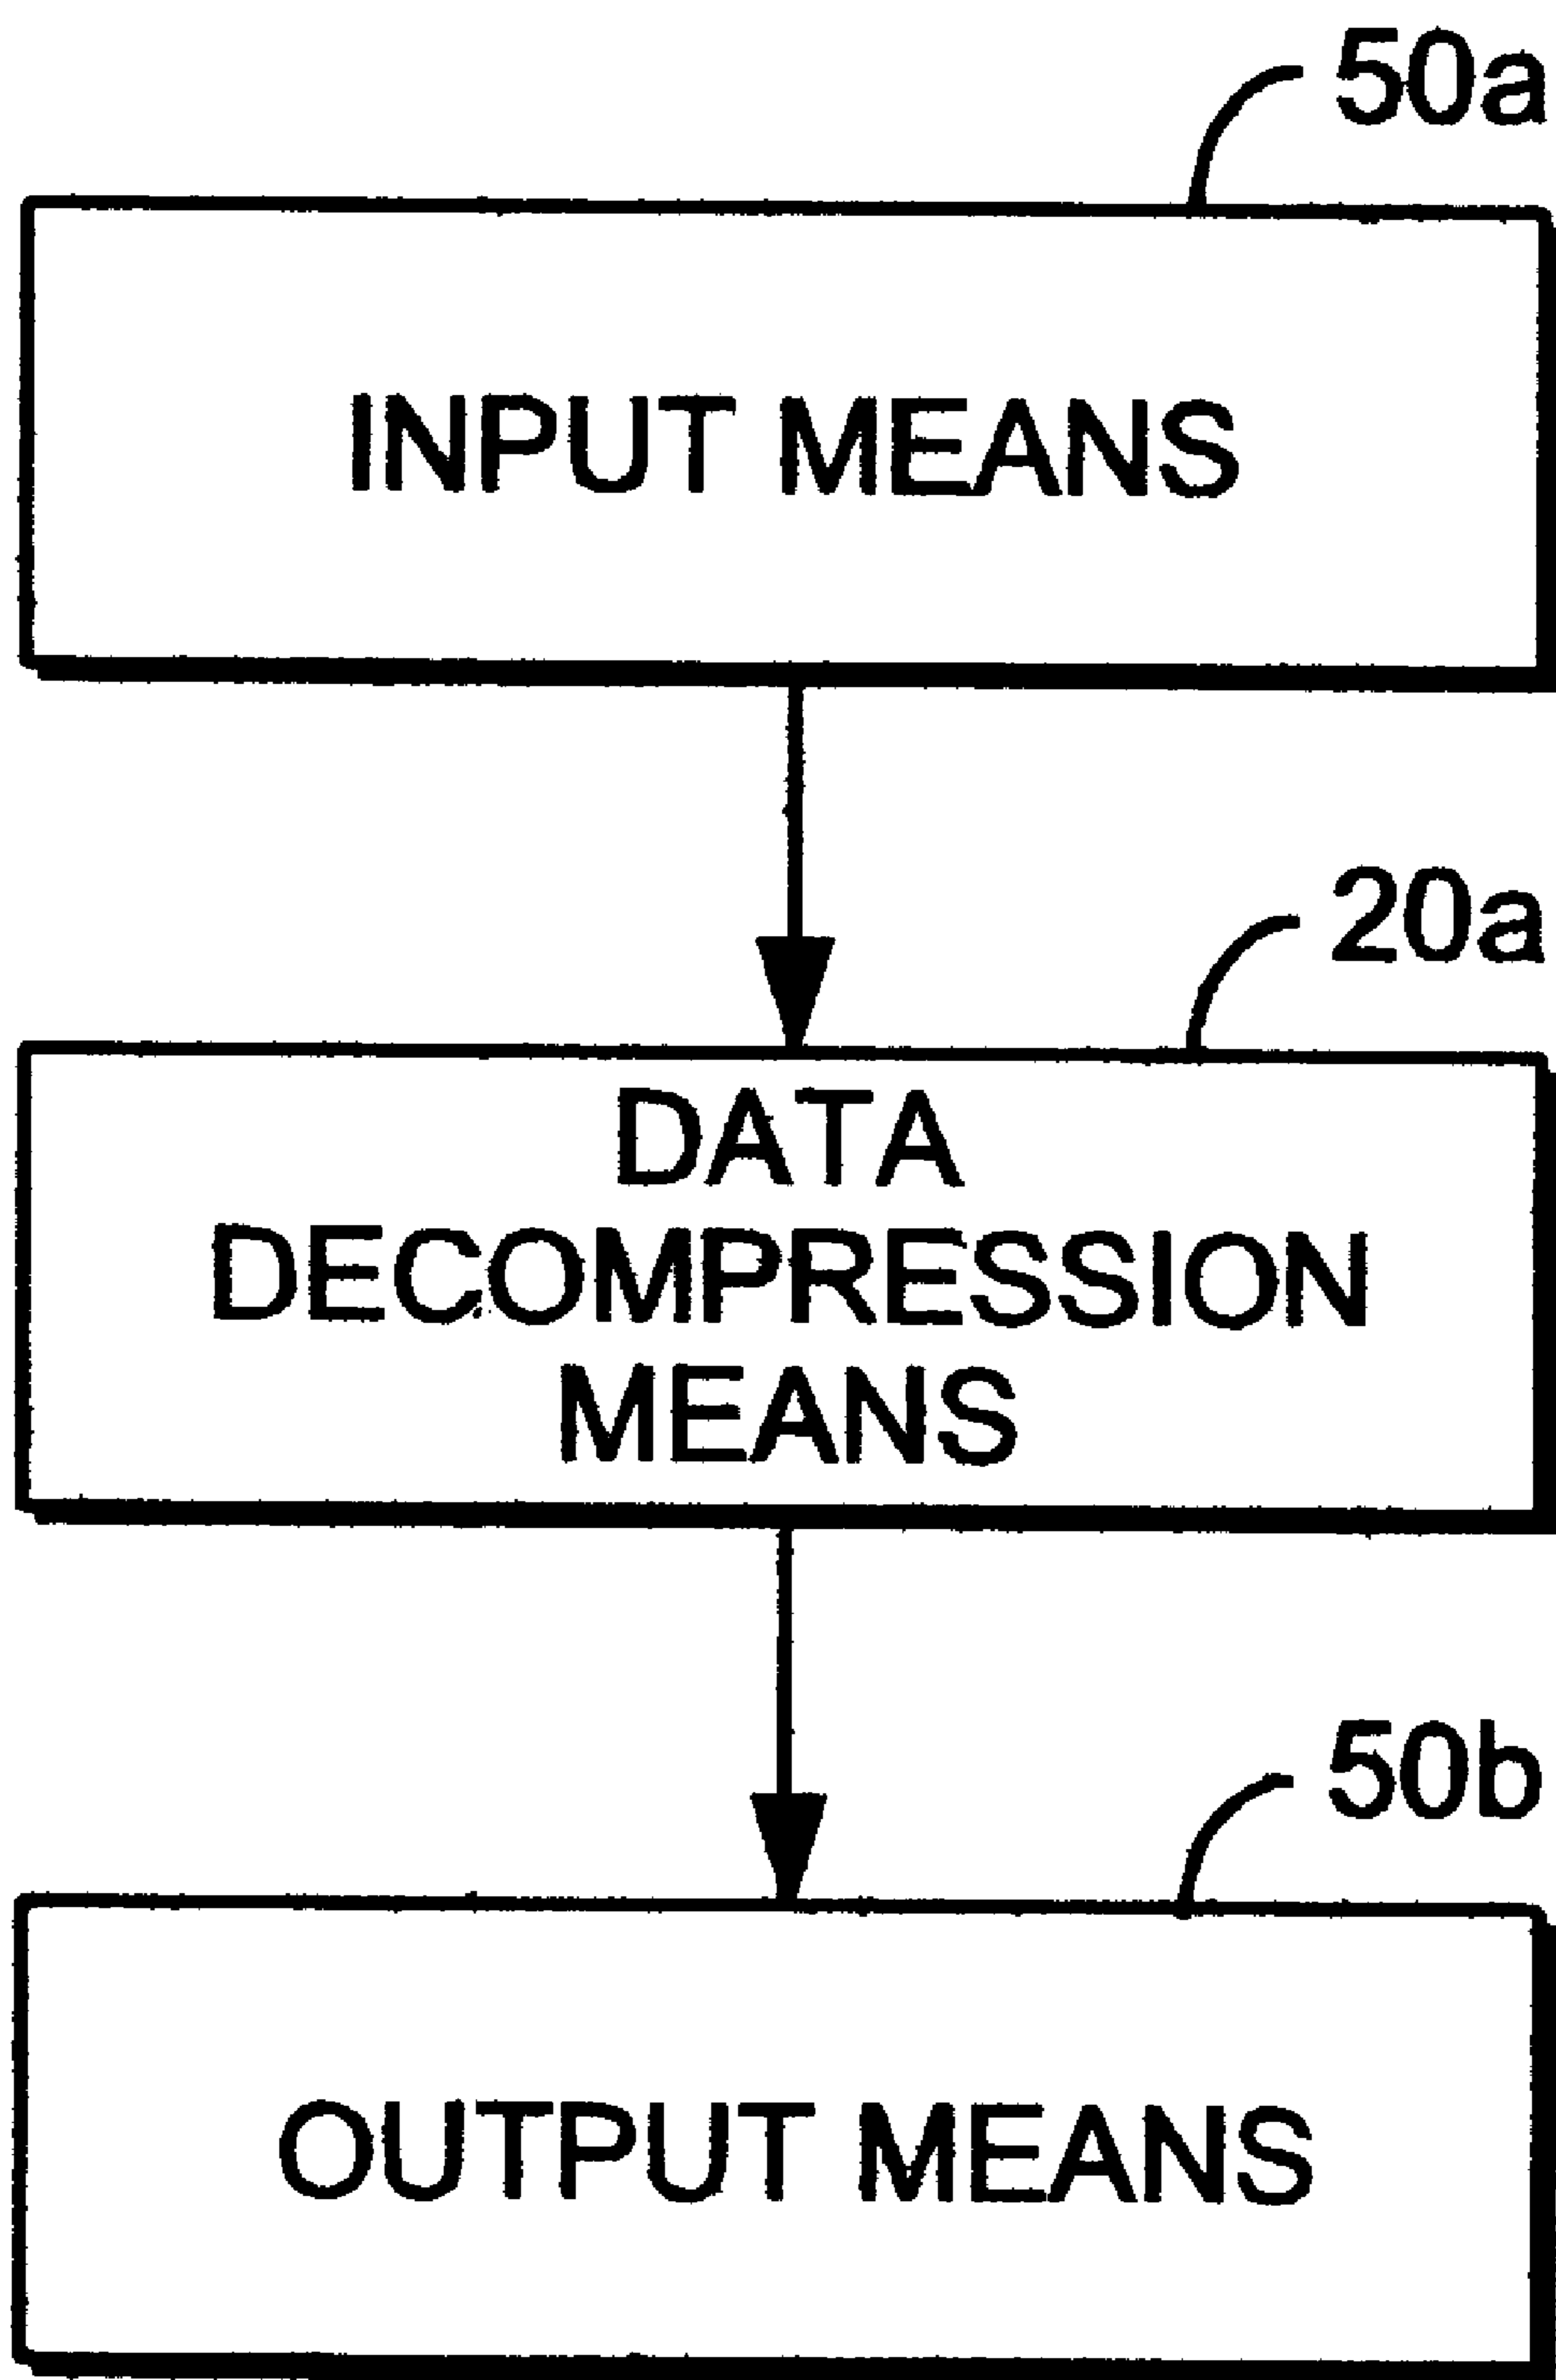 50a
INPUT MEANS
20a
DATA
DECOMPRESSION
MEANS
50b
OUTPUT MEANS